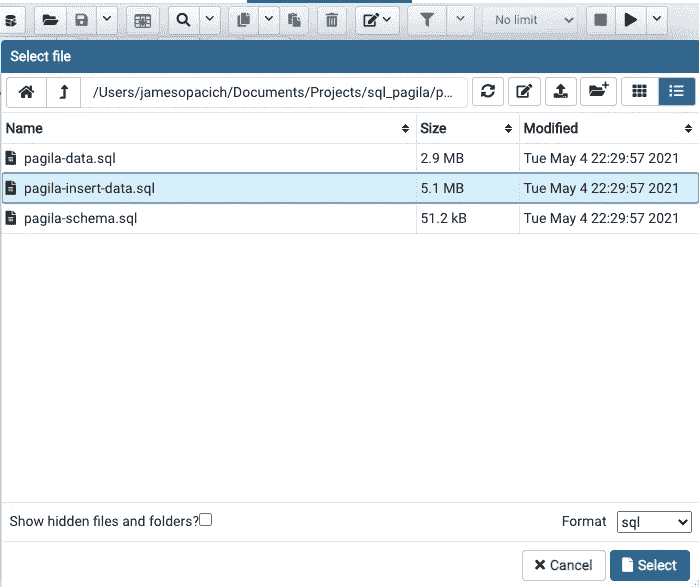 No limit
Select file
/Users/jamesopacich/Documents/Projects/sql_pagila/p...
Name Size Modified
pagila-data.sql 2.9 MB Tue May 4 22:29:57 2021
pagila-insert-data.sql 5.1 MB Tue May 4 22:29:57 2021
pagila-schema.sql 51.2 kB Tue May 4 22:29:57 2021
Show hidden files and folders? Format sql
Cancel Select